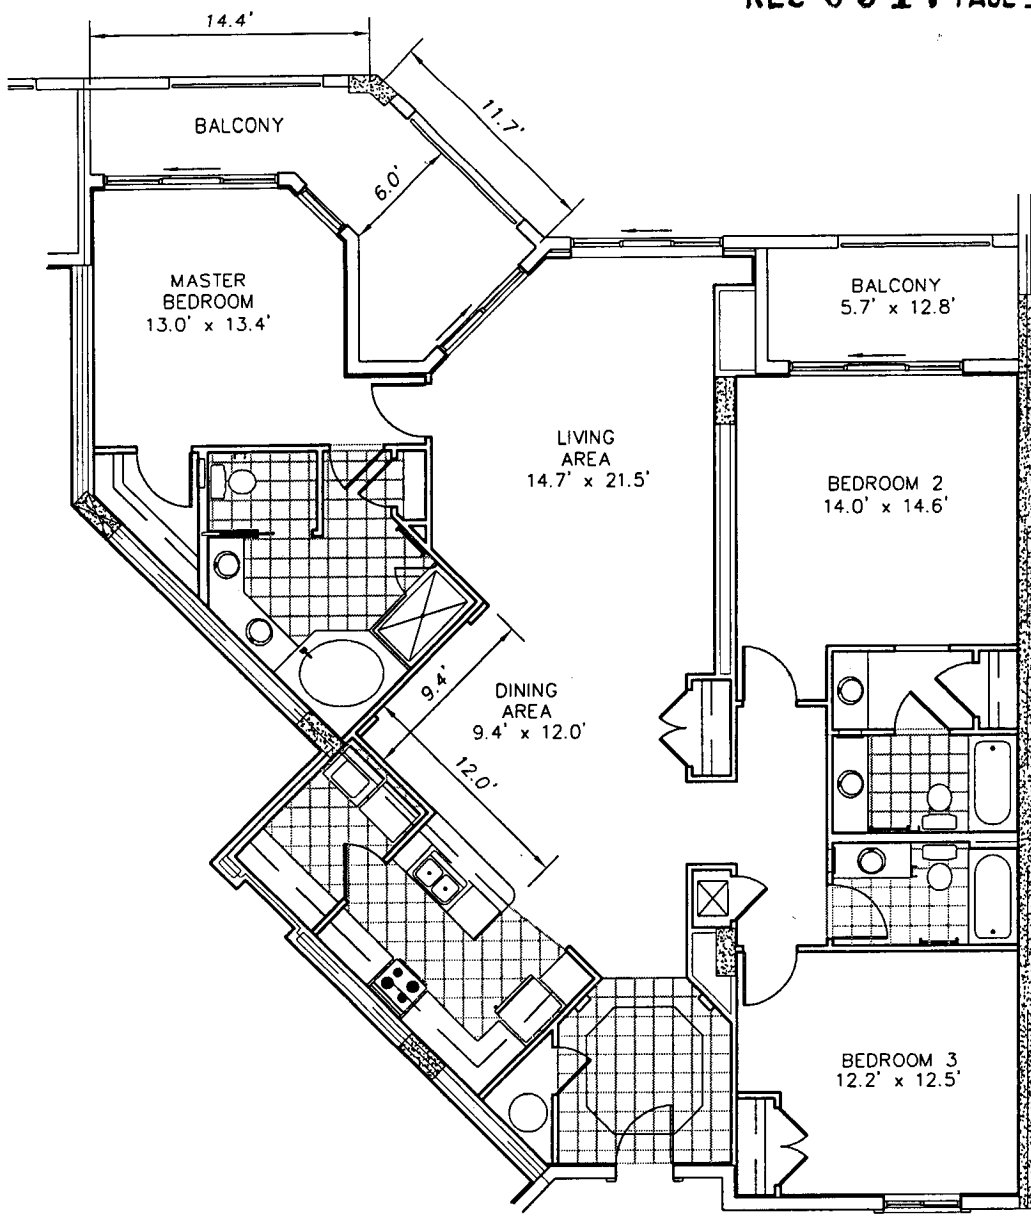 14.4'
11.7'
BALCONY
6.0'
MASTER
BEDROOM
13.0' x 13.4'
BALCONY
5.7' x 12.8'
LIVING
AREA
14.7' x 21.5'
BEDROOM 2
14.0' x 14.6'
9.4'
DINING
AREA
9.4' x 12.0'
12.0'
BEDROOM 3
12.2' x 12.5'